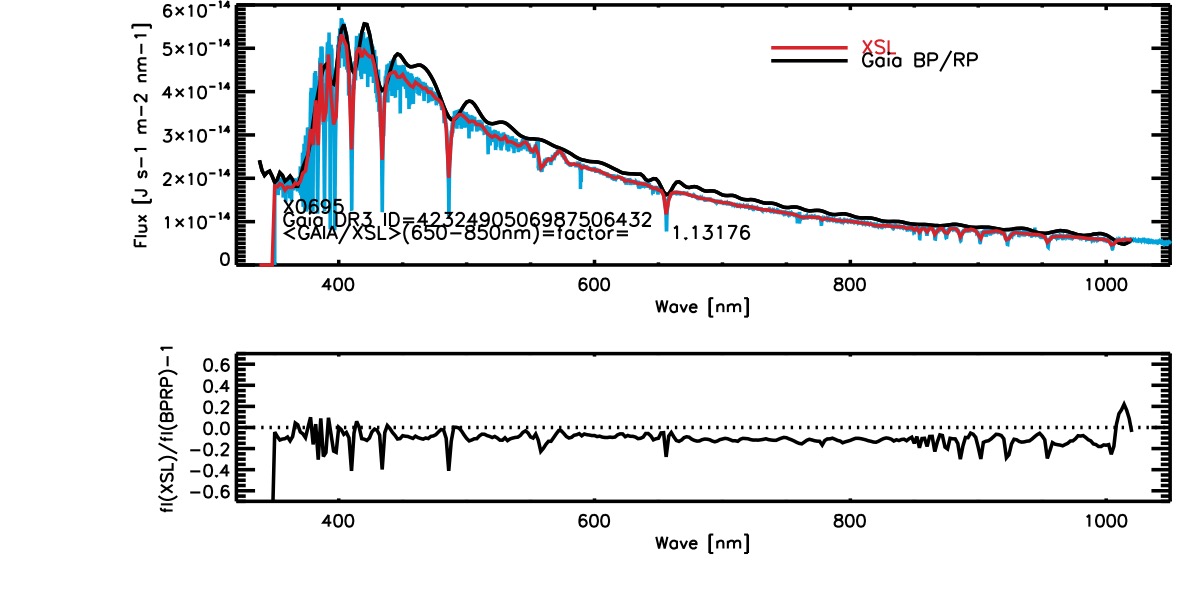 6×10−14
5×10−14
4×10−14
3×10−14
2×10−14
1×10−14
0
Flux [J s−1 m−2 nm−1]
XSL
Gaia BP/RP
X0695
Gaia DR3 ID=4232490506987506432
<GAIA/XSL>(650−850nm)=factor= 1.13176
400 600 800 1000
Wave [nm]
0.6
0.4
0.2
0.0
−0.2
−0.4
−0.6
fl(XSL)/fl(BPRP)−1
400 600 800 1000
Wave [nm]